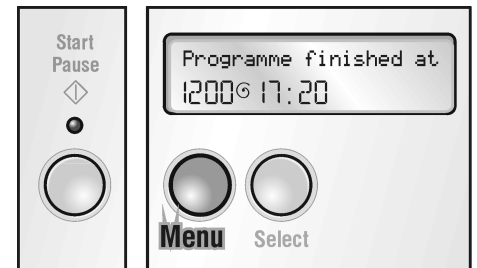 Start
Pause
Programme finished at
1200 17:20
Menu
Select